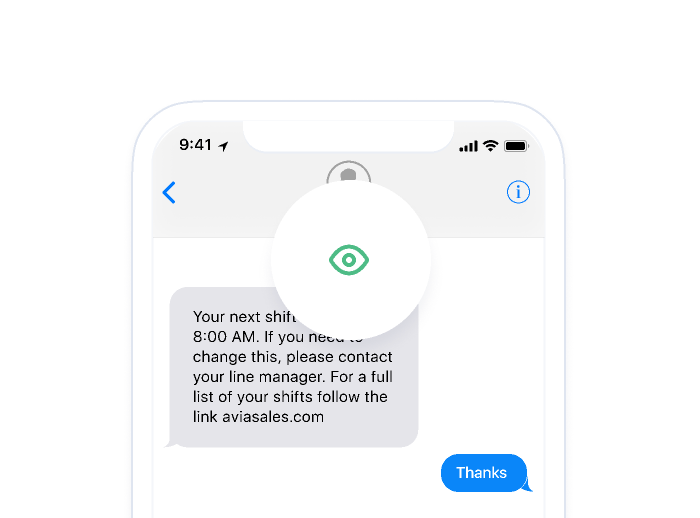 9:41
Your next shift
8:00 AM. If you need to
change this, please contact
your line manager. For a full
list of your shifts follow the
link aviasales.com
Thanks